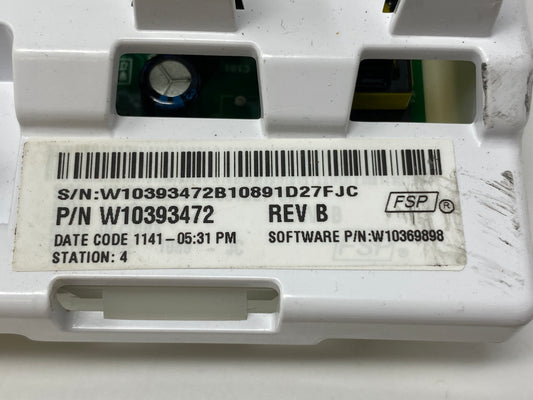 S/N:W10393472B10891D27FJC
FSP ®
P/N W10393472 REV B
DATE CODE 1141-05:31 PM SOFTWARE P/N:W10369898
STATION: 4